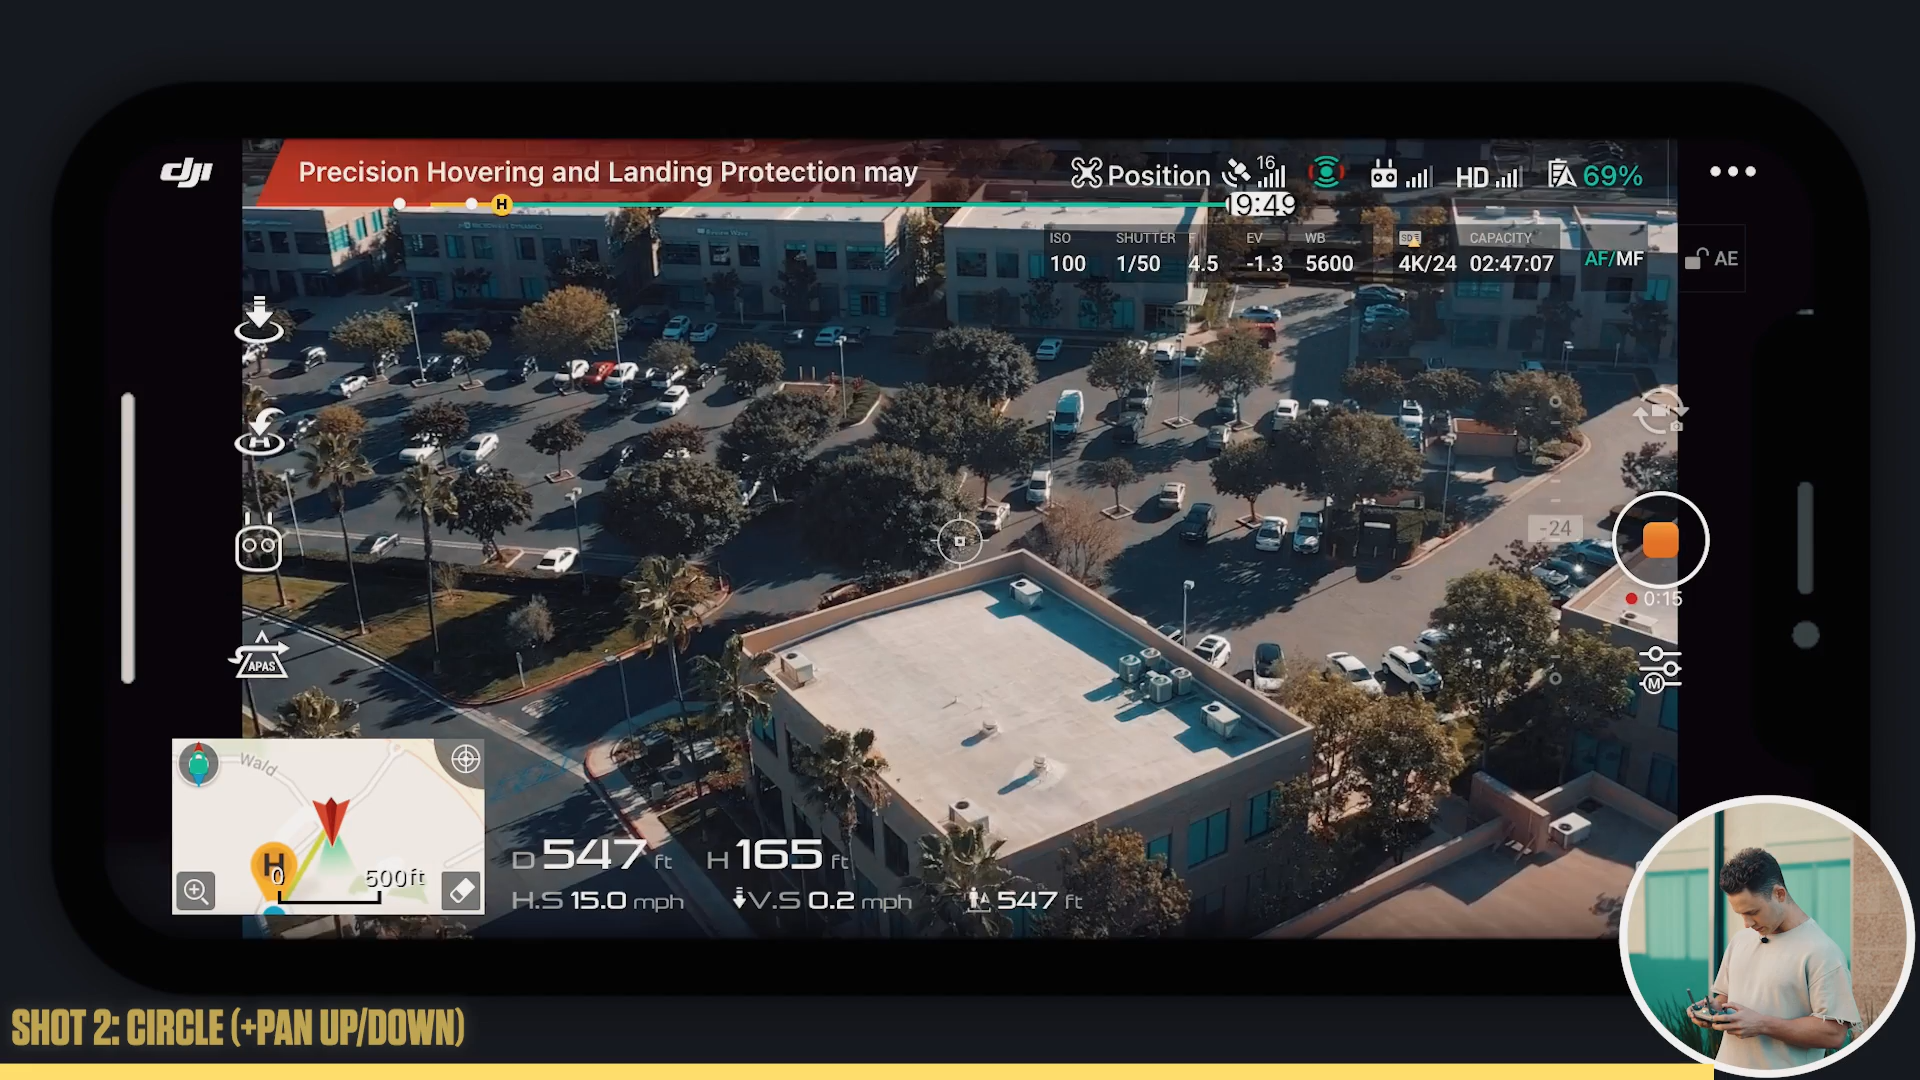 dji
Precision Hovering and Landing Protection may
Position
16
HD
69%
H
19:49
ISO
100
SHUTTER
1/50
F
4.5
EV
-1.3
WB
5600
SD
4K/24
CAPACITY
02:47:07
AF/MF
AE
-24
0:15
APAS
M
Wald
H
0
500ft
D 547 ft
H 165 ft
H.S 15.0 mph
V.S 0.2 mph
547 ft
SHOT 2: CIRCLE (+PAN UP/DOWN)